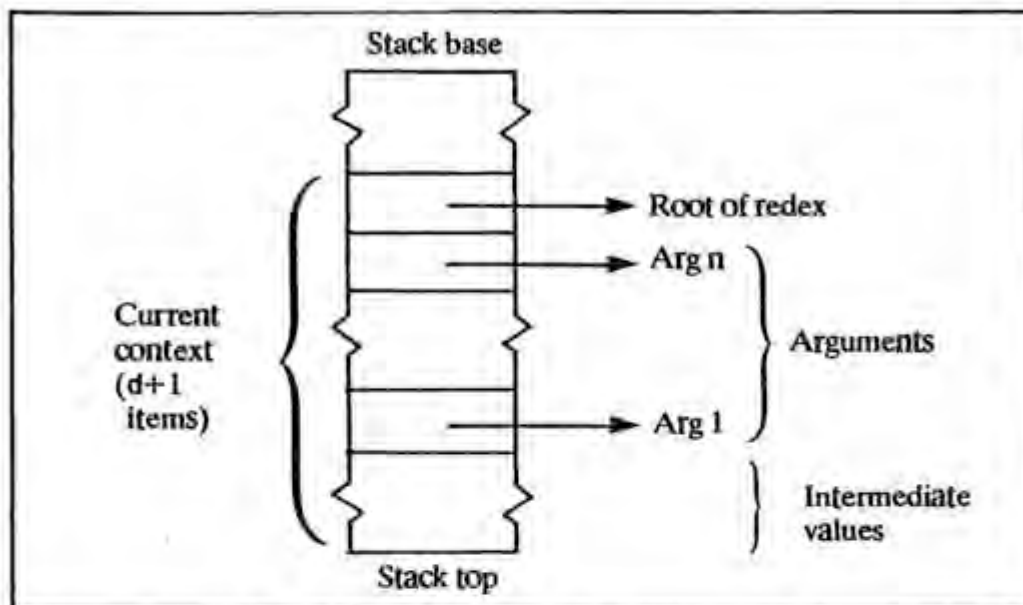 Stack base
Root of redex
Arg n
Current
context
(d+1
items)
Arguments
Arg 1
Intermediate
values
Stack top